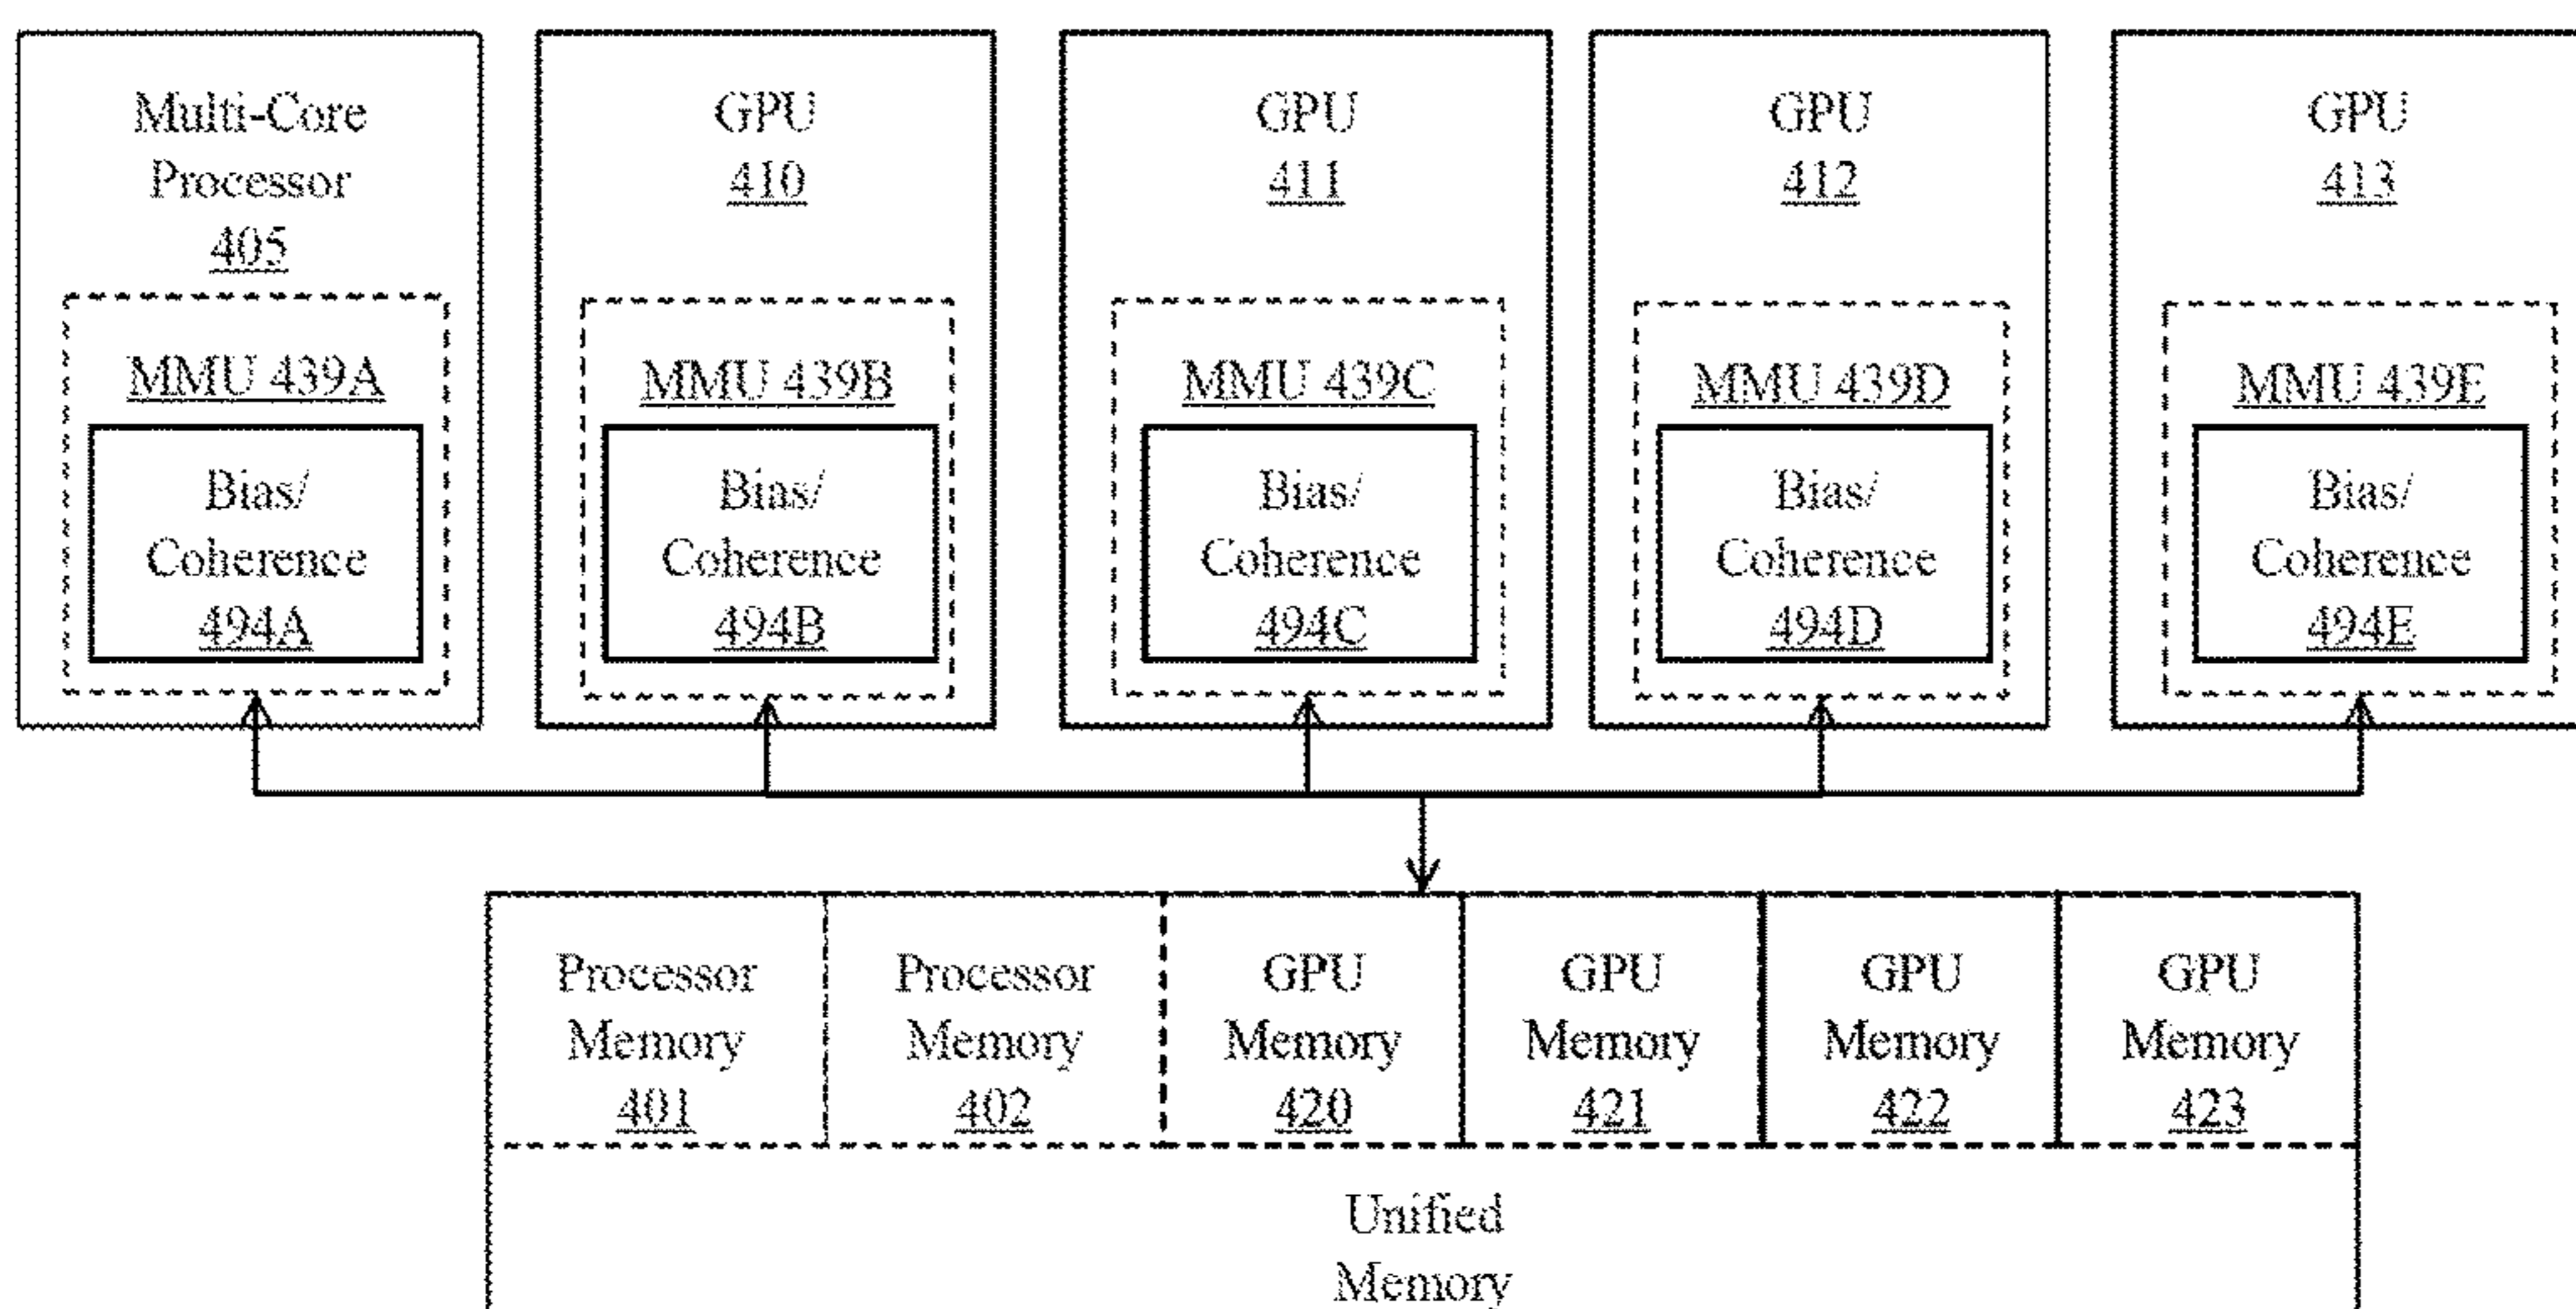 Multi-Core
Processor
405
MMU 439A
Bias/
Coherence
494A
GPU
410
MMU 439B
Bias/
Coherence
494B
GPU
411
MMU 439C
Bias/
Coherence
494C
GPU
412
MMU 439D
Bias/
Coherence
494D
GPU
413
MMU 439E
Bias/
Coherence
494E
Processor
Memory
401
Processor
Memory
402
GPU
Memory
420
GPU
Memory
421
GPU
Memory
422
GPU
Memory
423
Unified
Memory